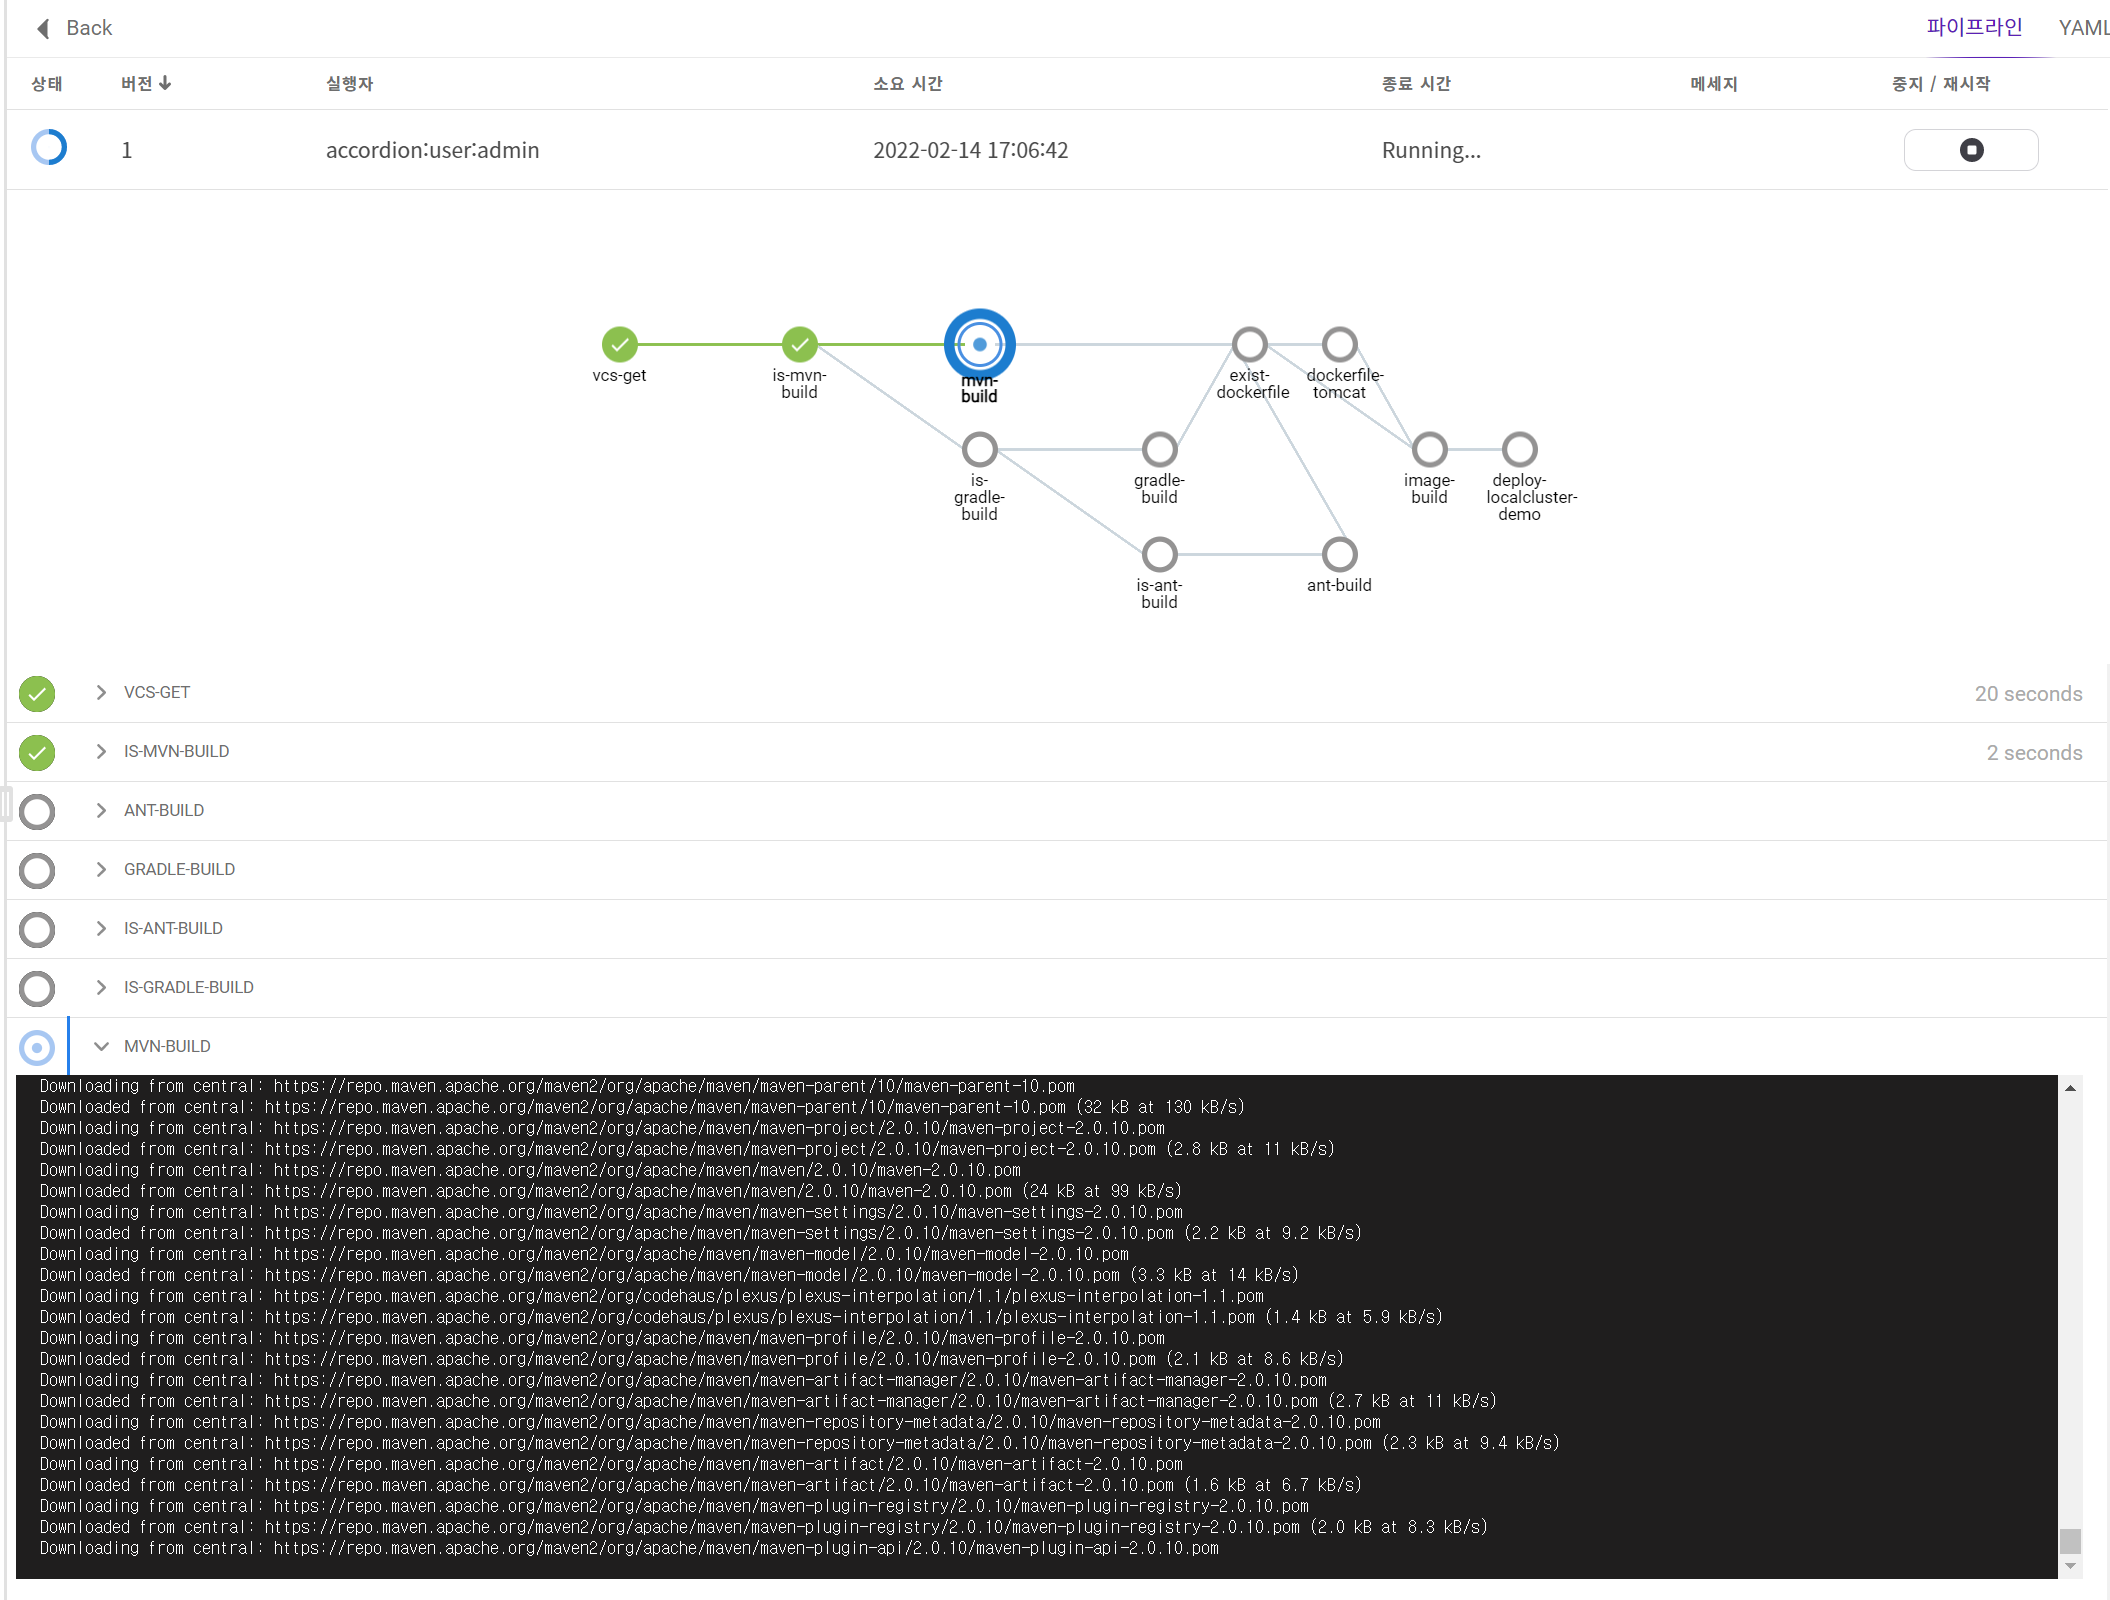 Back
파이프라인 YAML
상태 버전 실행자 소요 시간 종료 시간 메세지 중지 / 재시작
1 accordion:user:admin 2022-02-14 17:06:42 Running...
vcs-get
is-mvn-
build
mvn-
build
exist-
dockerfile
dockerfile-
tomcat
is-
gradle-
build
gradle-
build
image-
build
deploy-
localcluster-
demo
is-ant-
build
ant-build
VCS-GET 20 seconds
IS-MVN-BUILD 2 seconds
ANT-BUILD
GRADLE-BUILD
IS-ANT-BUILD
IS-GRADLE-BUILD
MVN-BUILD
Downloading from central: https://repo.maven.apache.org/maven2/org/apache/maven/maven-parent/10/maven-parent-10.pom
Downloaded from central: https://repo.maven.apache.org/maven2/org/apache/maven/maven-parent/10/maven-parent-10.pom (32 kB at 130 kB/s)
Downloading from central: https://repo.maven.apache.org/maven2/org/apache/maven/maven-project/2.0.10/maven-project-2.0.10.pom
Downloaded from central: https://repo.maven.apache.org/maven2/org/apache/maven/maven-project/2.0.10/maven-project-2.0.10.pom (2.8 kB at 11 kB/s)
Downloading from central: https://repo.maven.apache.org/maven2/org/apache/maven/maven/2.0.10/maven-2.0.10.pom
Downloaded from central: https://repo.maven.apache.org/maven2/org/apache/maven/maven/2.0.10/maven-2.0.10.pom (24 kB at 99 kB/s)
Downloading from central: https://repo.maven.apache.org/maven2/org/apache/maven/maven-settings/2.0.10/maven-settings-2.0.10.pom
Downloaded from central: https://repo.maven.apache.org/maven2/org/apache/maven/maven-settings/2.0.10/maven-settings-2.0.10.pom (2.2 kB at 9.2 kB/s)
Downloading from central: https://repo.maven.apache.org/maven2/org/apache/maven/maven-model/2.0.10/maven-model-2.0.10.pom
Downloaded from central: https://repo.maven.apache.org/maven2/org/apache/maven/maven-model/2.0.10/maven-model-2.0.10.pom (3.3 kB at 14 kB/s)
Downloading from central: https://repo.maven.apache.org/maven2/org/codehaus/plexus/plexus-interpolation/1.1/plexus-interpolation-1.1.pom
Downloaded from central: https://repo.maven.apache.org/maven2/org/codehaus/plexus/plexus-interpolation/1.1/plexus-interpolation-1.1.pom (1.4 kB at 5.9 kB/s)
Downloading from central: https://repo.maven.apache.org/maven2/org/apache/maven/maven-profile/2.0.10/maven-profile-2.0.10.pom
Downloaded from central: https://repo.maven.apache.org/maven2/org/apache/maven/maven-profile/2.0.10/maven-profile-2.0.10.pom (2.1 kB at 8.6 kB/s)
Downloading from central: https://repo.maven.apache.org/maven2/org/apache/maven/maven-artifact-manager/2.0.10/maven-artifact-manager-2.0.10.pom
Downloaded from central: https://repo.maven.apache.org/maven2/org/apache/maven/maven-artifact-manager/2.0.10/maven-artifact-manager-2.0.10.pom (2.7 kB at 11 kB/s)
Downloading from central: https://repo.maven.apache.org/maven2/org/apache/maven/maven-repository-metadata/2.0.10/maven-repository-metadata-2.0.10.pom
Downloaded from central: https://repo.maven.apache.org/maven2/org/apache/maven/maven-repository-metadata/2.0.10/maven-repository-metadata-2.0.10.pom (2.3 kB at 9.4 kB/s)
Downloading from central: https://repo.maven.apache.org/maven2/org/apache/maven/maven-artifact/2.0.10/maven-artifact-2.0.10.pom
Downloaded from central: https://repo.maven.apache.org/maven2/org/apache/maven/maven-artifact/2.0.10/maven-artifact-2.0.10.pom (1.6 kB at 6.7 kB/s)
Downloading from central: https://repo.maven.apache.org/maven2/org/apache/maven/maven-plugin-registry/2.0.10/maven-plugin-registry-2.0.10.pom
Downloaded from central: https://repo.maven.apache.org/maven2/org/apache/maven/maven-plugin-registry/2.0.10/maven-plugin-registry-2.0.10.pom (2.0 kB at 8.3 kB/s)
Downloading from central: https://repo.maven.apache.org/maven2/org/apache/maven/maven-plugin-api/2.0.10/maven-plugin-api-2.0.10.pom